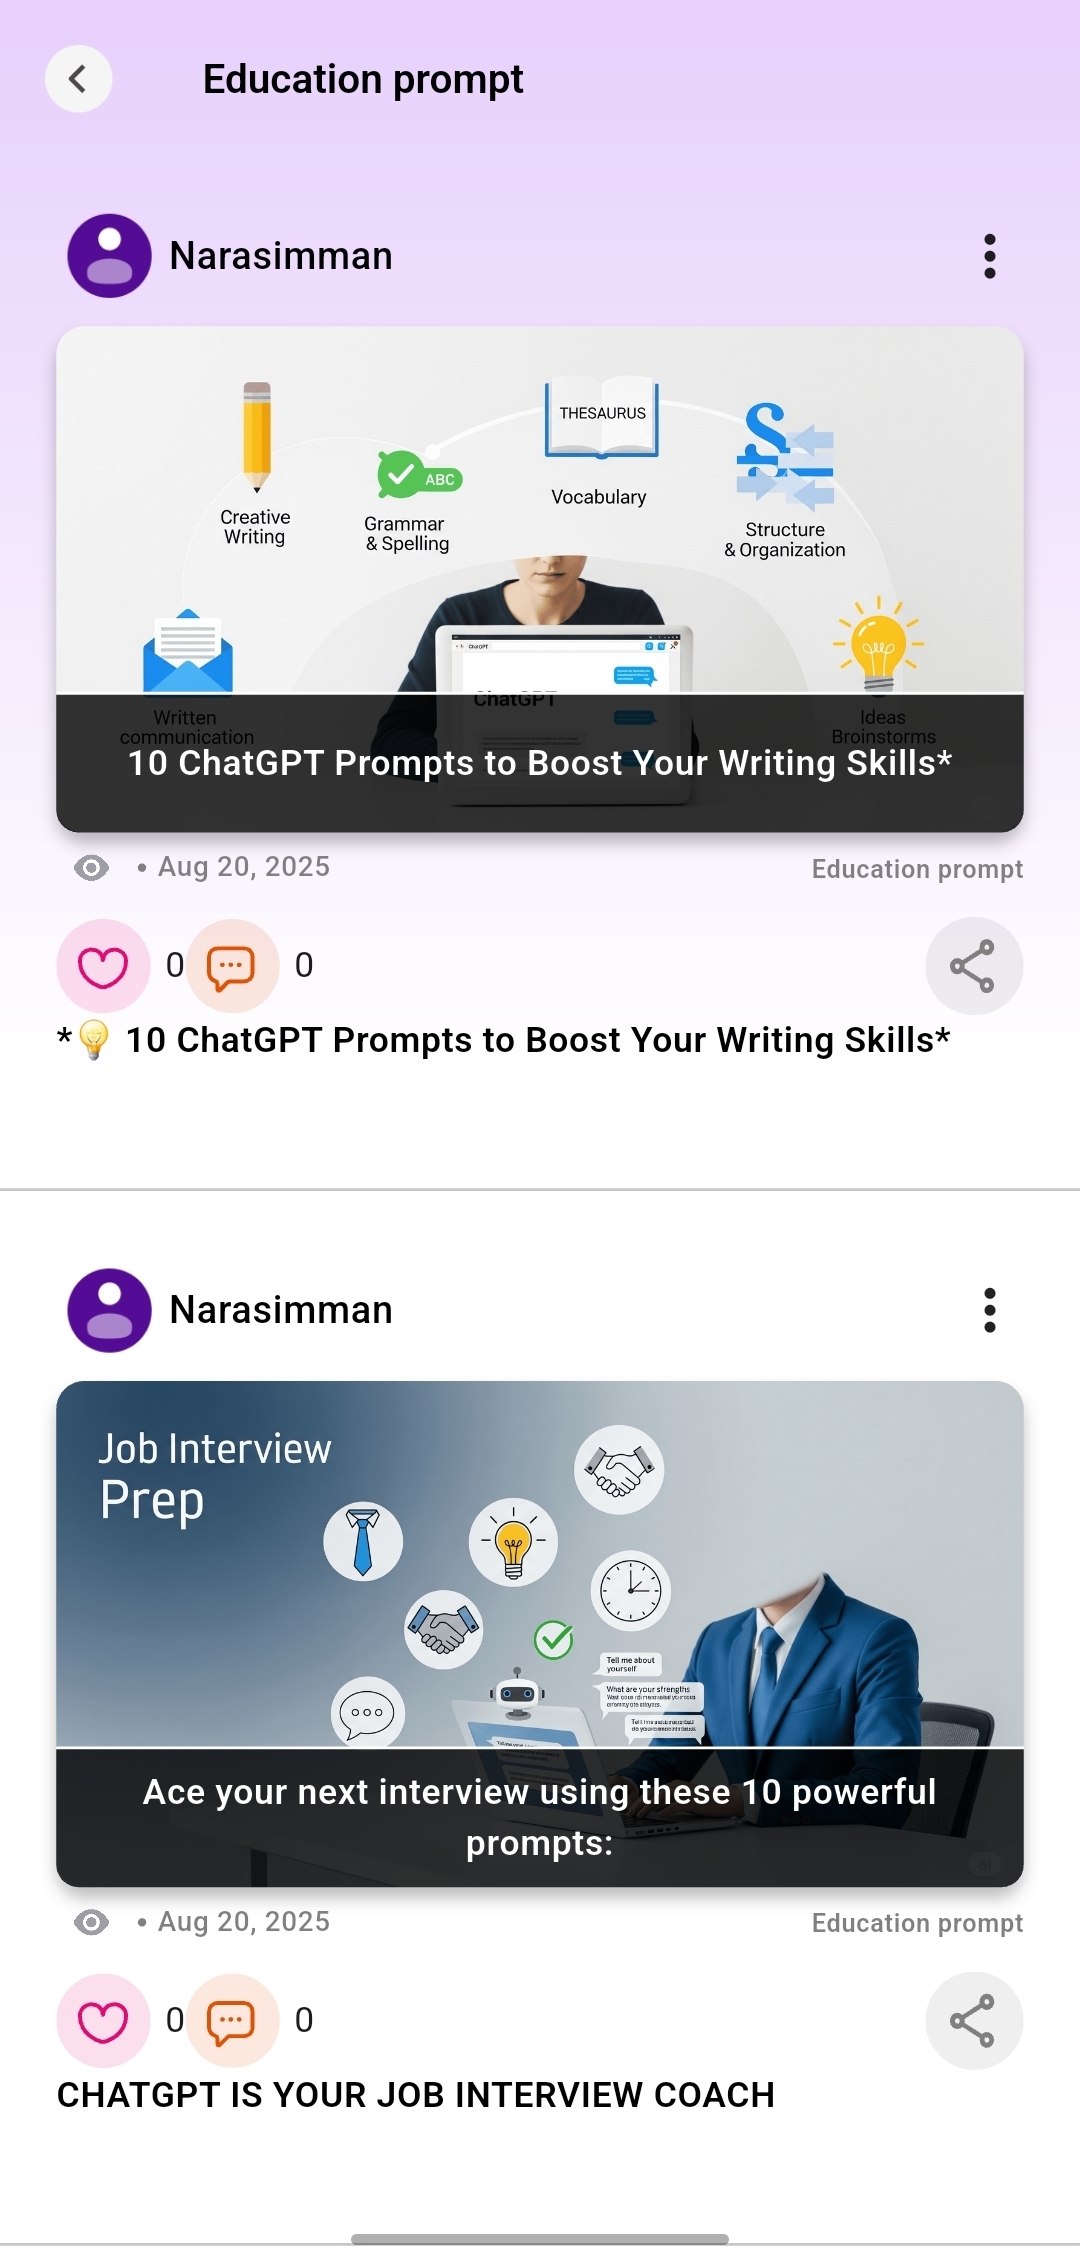 Education prompt
Narasimman
THESAURUS
ABC
Creative
Writing
Grammar
& Spelling
Vocabulary
Structure
& Organization
ChatGPT
ChatGPT
Written
communication
Ideas
Broinstorms
10 ChatGPT Prompts to Boost Your Writing Skills*
• Aug 20, 2025
Education prompt
0
0
*💡 10 ChatGPT Prompts to Boost Your Writing Skills*
Narasimman
Job Interview
Prep
Tell me about
yourself
What are your strengths
Ace your next interview using these 10 powerful
prompts:
ai
• Aug 20, 2025
Education prompt
0
0
CHATGPT IS YOUR JOB INTERVIEW COACH